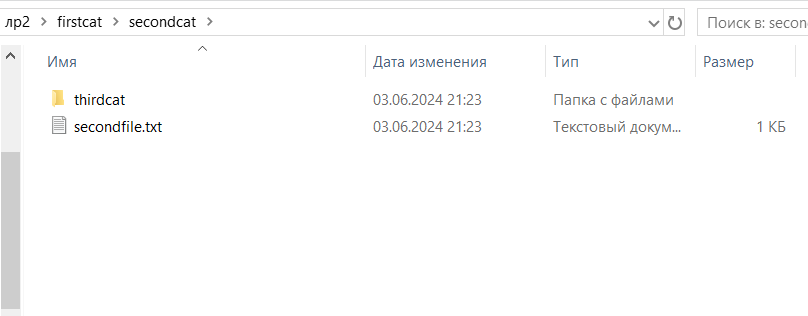 лр2 firstcat secondcat Поиск в: secon
Имя Дата изменения Тип Размер
thirdcat 03.06.2024 21:23 Папка с файлами
secondfile.txt 03.06.2024 21:23 Текстовый докум... 1 КБ